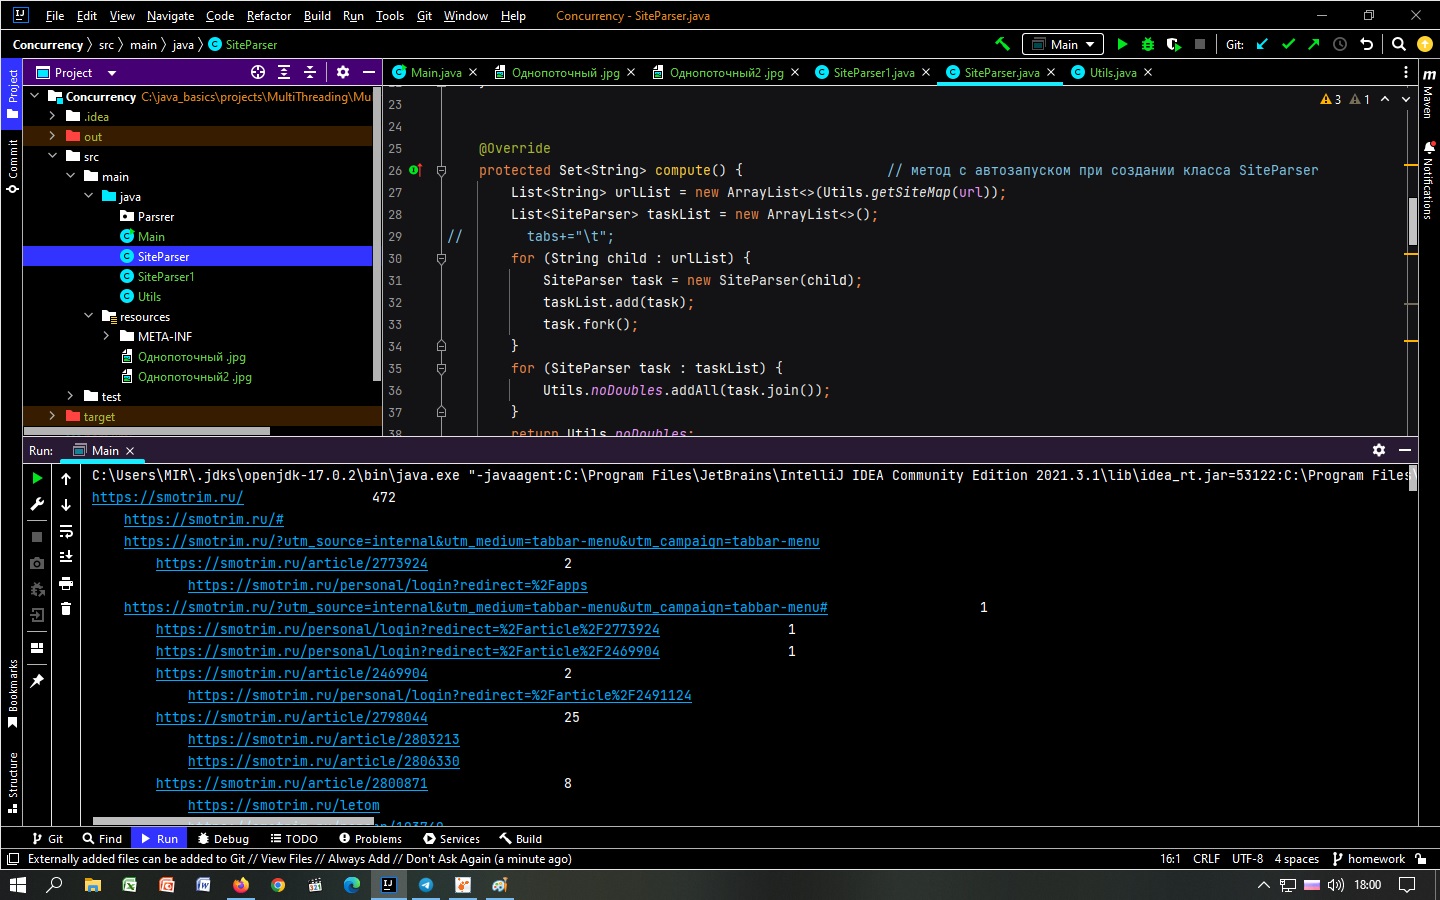 File Edit View Navigate Code Refactor Build Run Tools Git Window Help Concurrency - SiteParser.java
Concurrency src main java SiteParser Main Git:
Project
Main.java Однопоточный .jpg Однопоточный2 .jpg SiteParser1.java SiteParser.java Utils.java
Concurrency C:\java_basics\projects\MultiThreading\Mu
.idea
out
src
main
java
Parsrer
Main
SiteParser
SiteParser1
Utils
resources
META-INF
Однопоточный .jpg
Однопоточный2 .jpg
test
target
Project
Commit
Bookmarks
Structure
Maven
Notifications
3 1
23
24
25 @Override
26 protected Set<String> compute() { // метод с автозапуском при создании класса SiteParser
27 List<String> urlList = new ArrayList<>(Utils.getSiteMap(url));
28 List<SiteParser> taskList = new ArrayList<>();
29 // tabs+="\t";
30 for (String child : urlList) {
31 SiteParser task = new SiteParser(child);
32 taskList.add(task);
33 task.fork();
34 }
35 for (SiteParser task : taskList) {
36 Utils.noDoubles.addAll(task.join());
37 }
38 return Utils.noDoubles;
Run: Main
C:\Users\MIR\.jdks\openjdk-17.0.2\bin\java.exe "-javaagent:C:\Program Files\JetBrains\IntelliJ IDEA Community Edition 2021.3.1\lib\idea_rt.jar=53122:C:\Program Files\
https://smotrim.ru/ 472
https://smotrim.ru/#
https://smotrim.ru/?utm_source=internal&utm_medium=tabbar-menu&utm_campaign=tabbar-menu
https://smotrim.ru/article/2773924 2
https://smotrim.ru/personal/login?redirect=%2Fapps
https://smotrim.ru/?utm_source=internal&utm_medium=tabbar-menu&utm_campaign=tabbar-menu# 1
https://smotrim.ru/personal/login?redirect=%2Farticle%2F2773924 1
https://smotrim.ru/personal/login?redirect=%2Farticle%2F2469904 1
https://smotrim.ru/article/2469904 2
https://smotrim.ru/personal/login?redirect=%2Farticle%2F2491124
https://smotrim.ru/article/2798044 25
https://smotrim.ru/article/2803213
https://smotrim.ru/article/2806330
https://smotrim.ru/article/2800871 8
https://smotrim.ru/letom
Git Find Run Debug TODO Problems Services Build
Externally added files can be added to Git // View Files // Always Add // Don't Ask Again (a minute ago) 16:1 CRLF UTF-8 4 spaces homework
18:00